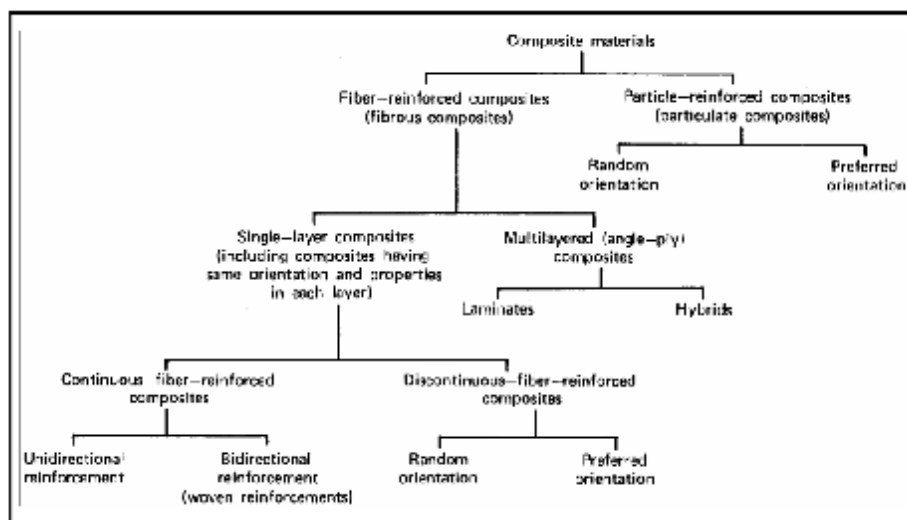 Composite materials
Fiber–reinforced composites
(fibrous composites)
Particle–reinforced composites
(particulate composites)
Random
orientation
Preferred
orientation
Single–layer composites
(including composites having
same orientation and properties
in each layer)
Multilayered (angle–ply)
composites
Laminates
Hybrids
Continuous fiber–reinforced
composites
Discontinuous–fiber–reinforced
composites
Unidirectional
reinforcement
Bidirectional
reinforcement
(woven reinforcements)
Random
orientation
Preferred
orientation